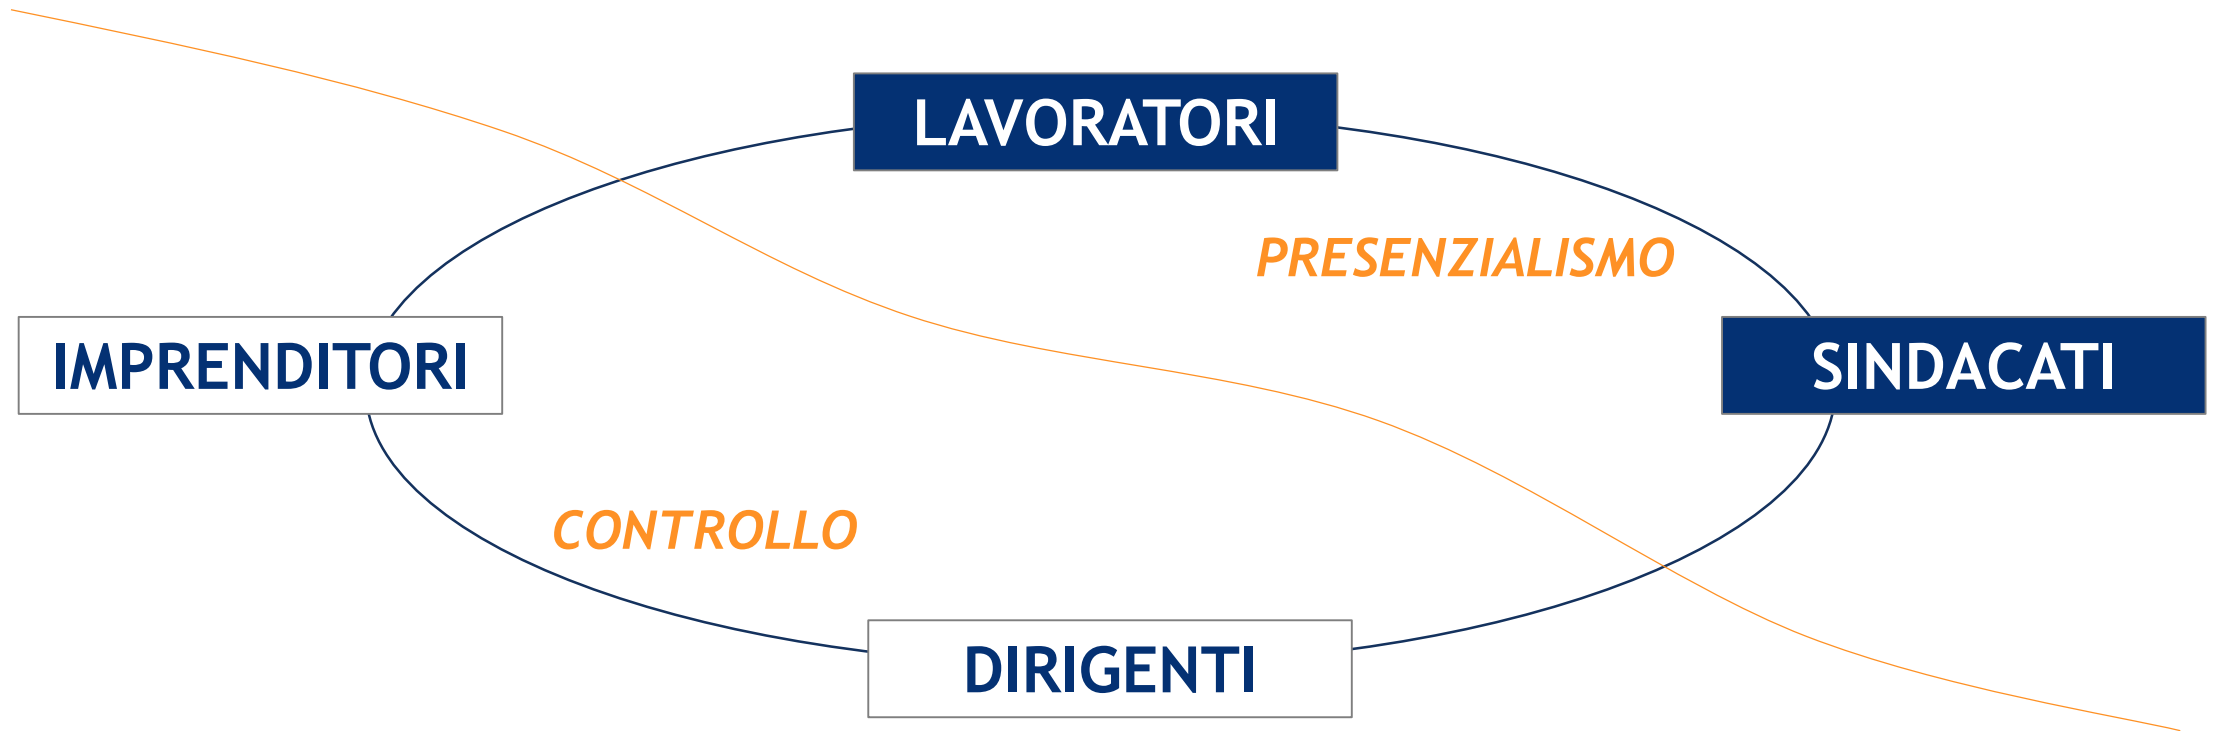 LAVORATORI
PRESENZIALISMO
IMPRENDITORI
SINDACATI
CONTROLLO
DIRIGENTI